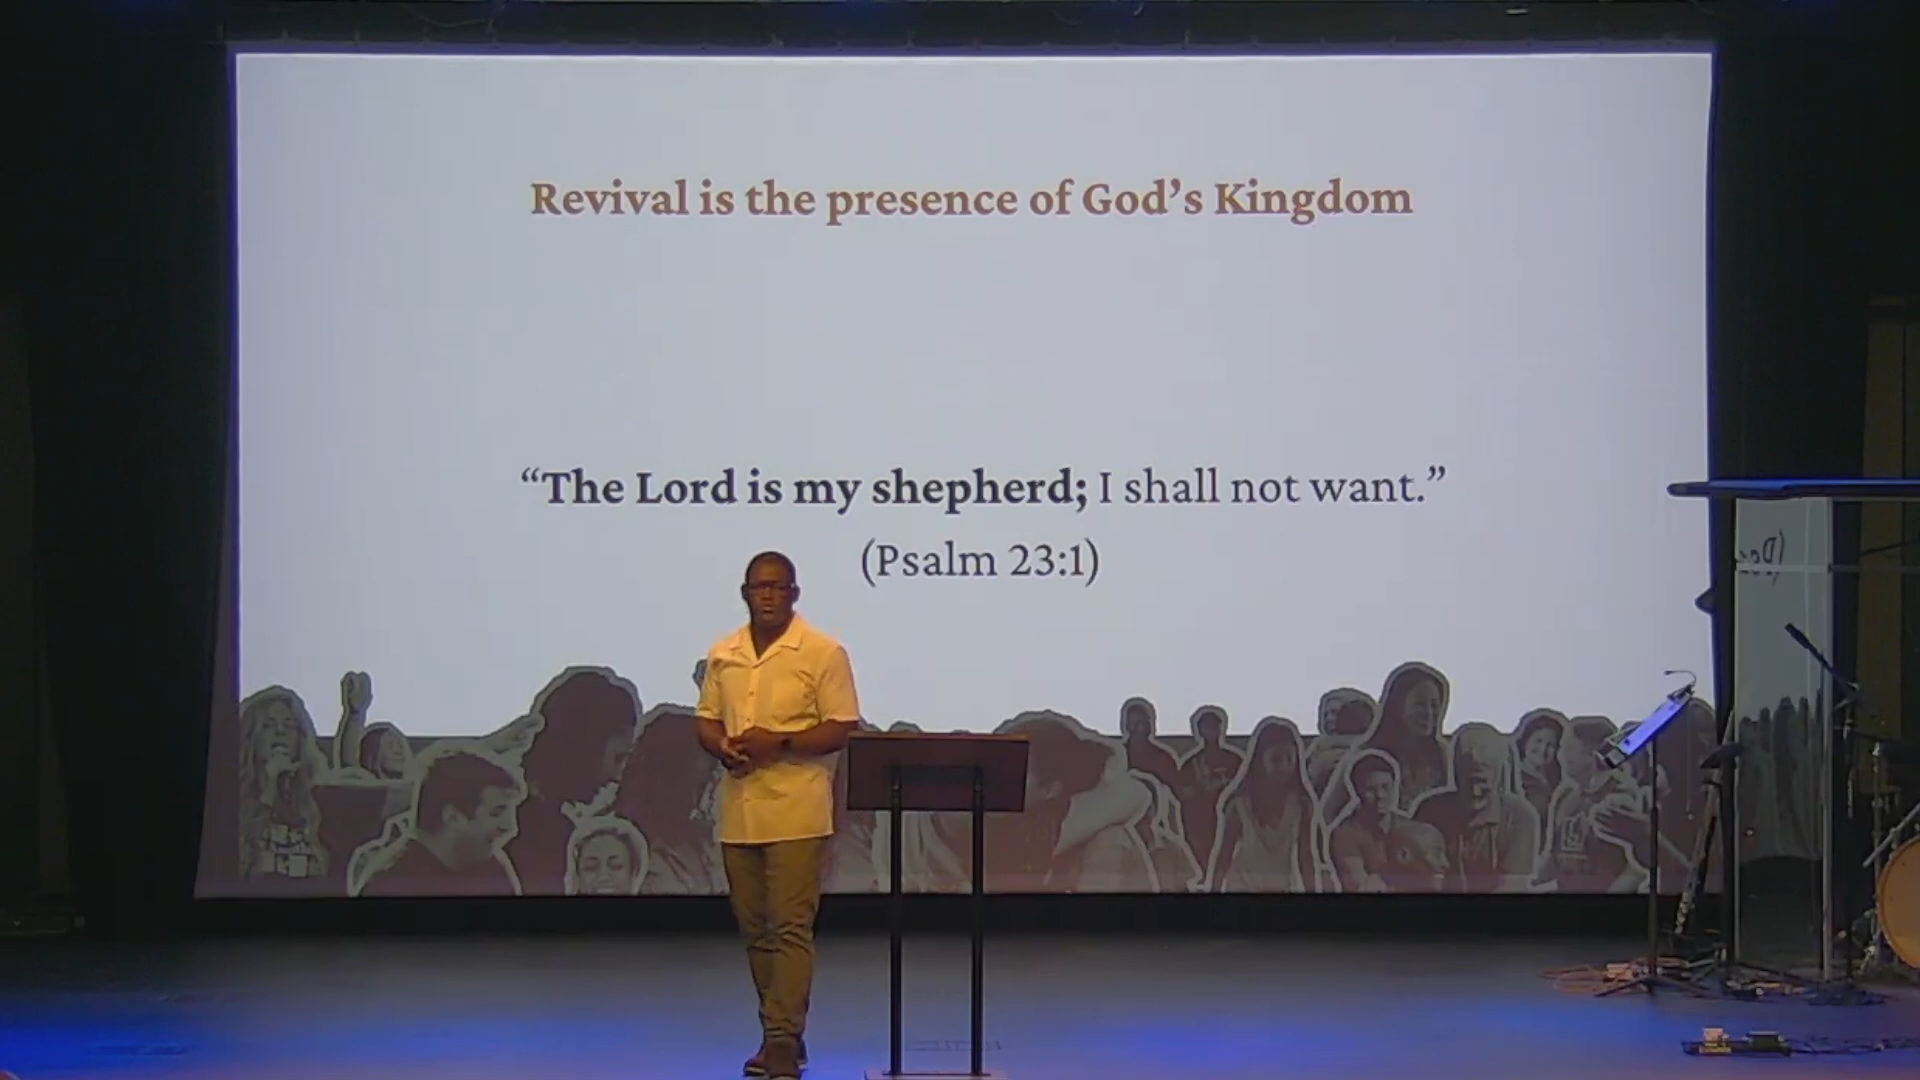 Revival is the presence of God’s Kingdom
“The Lord is my shepherd; I shall not want.”
(Psalm 23:1)